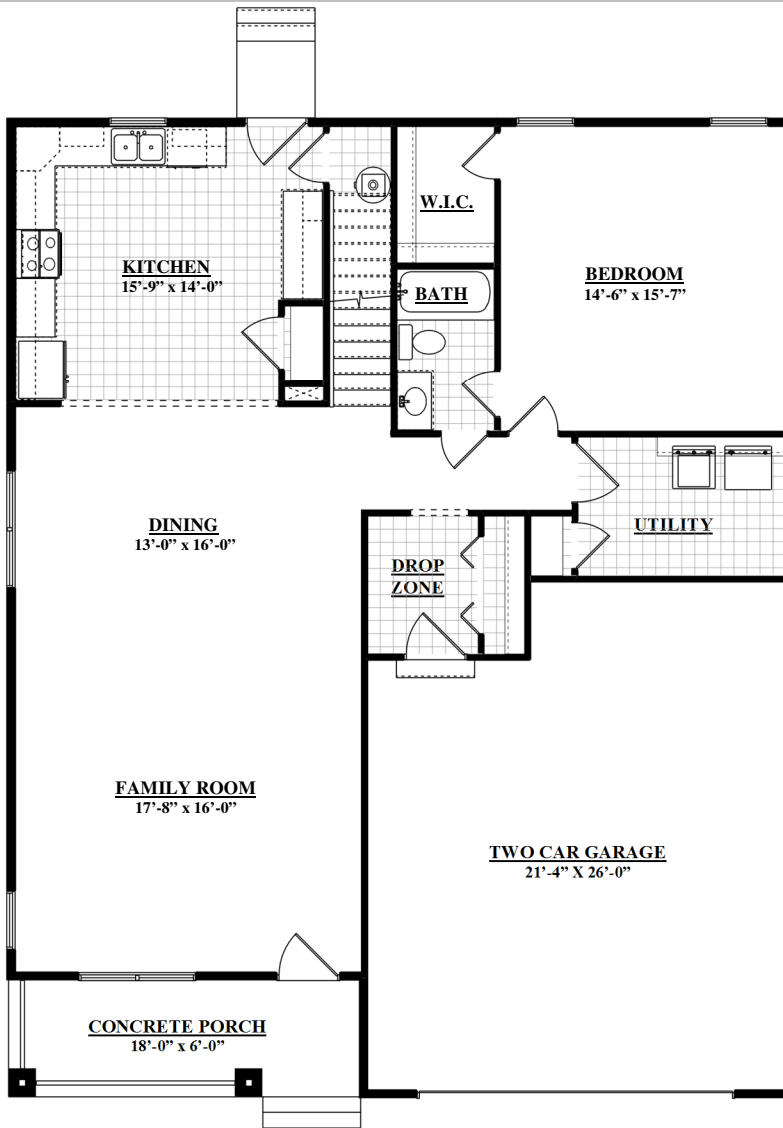 KITCHEN
15’-9” x 14’-0”
W.I.C.
BATH
BEDROOM
14’-6” x 15’-7”
DINING
13’-0” x 16’-0”
DROP
ZONE
UTILITY
FAMILY ROOM
17’-8” x 16’-0”
TWO CAR GARAGE
21’-4” X 26’-0”
CONCRETE PORCH
18’-0” x 6’-0”